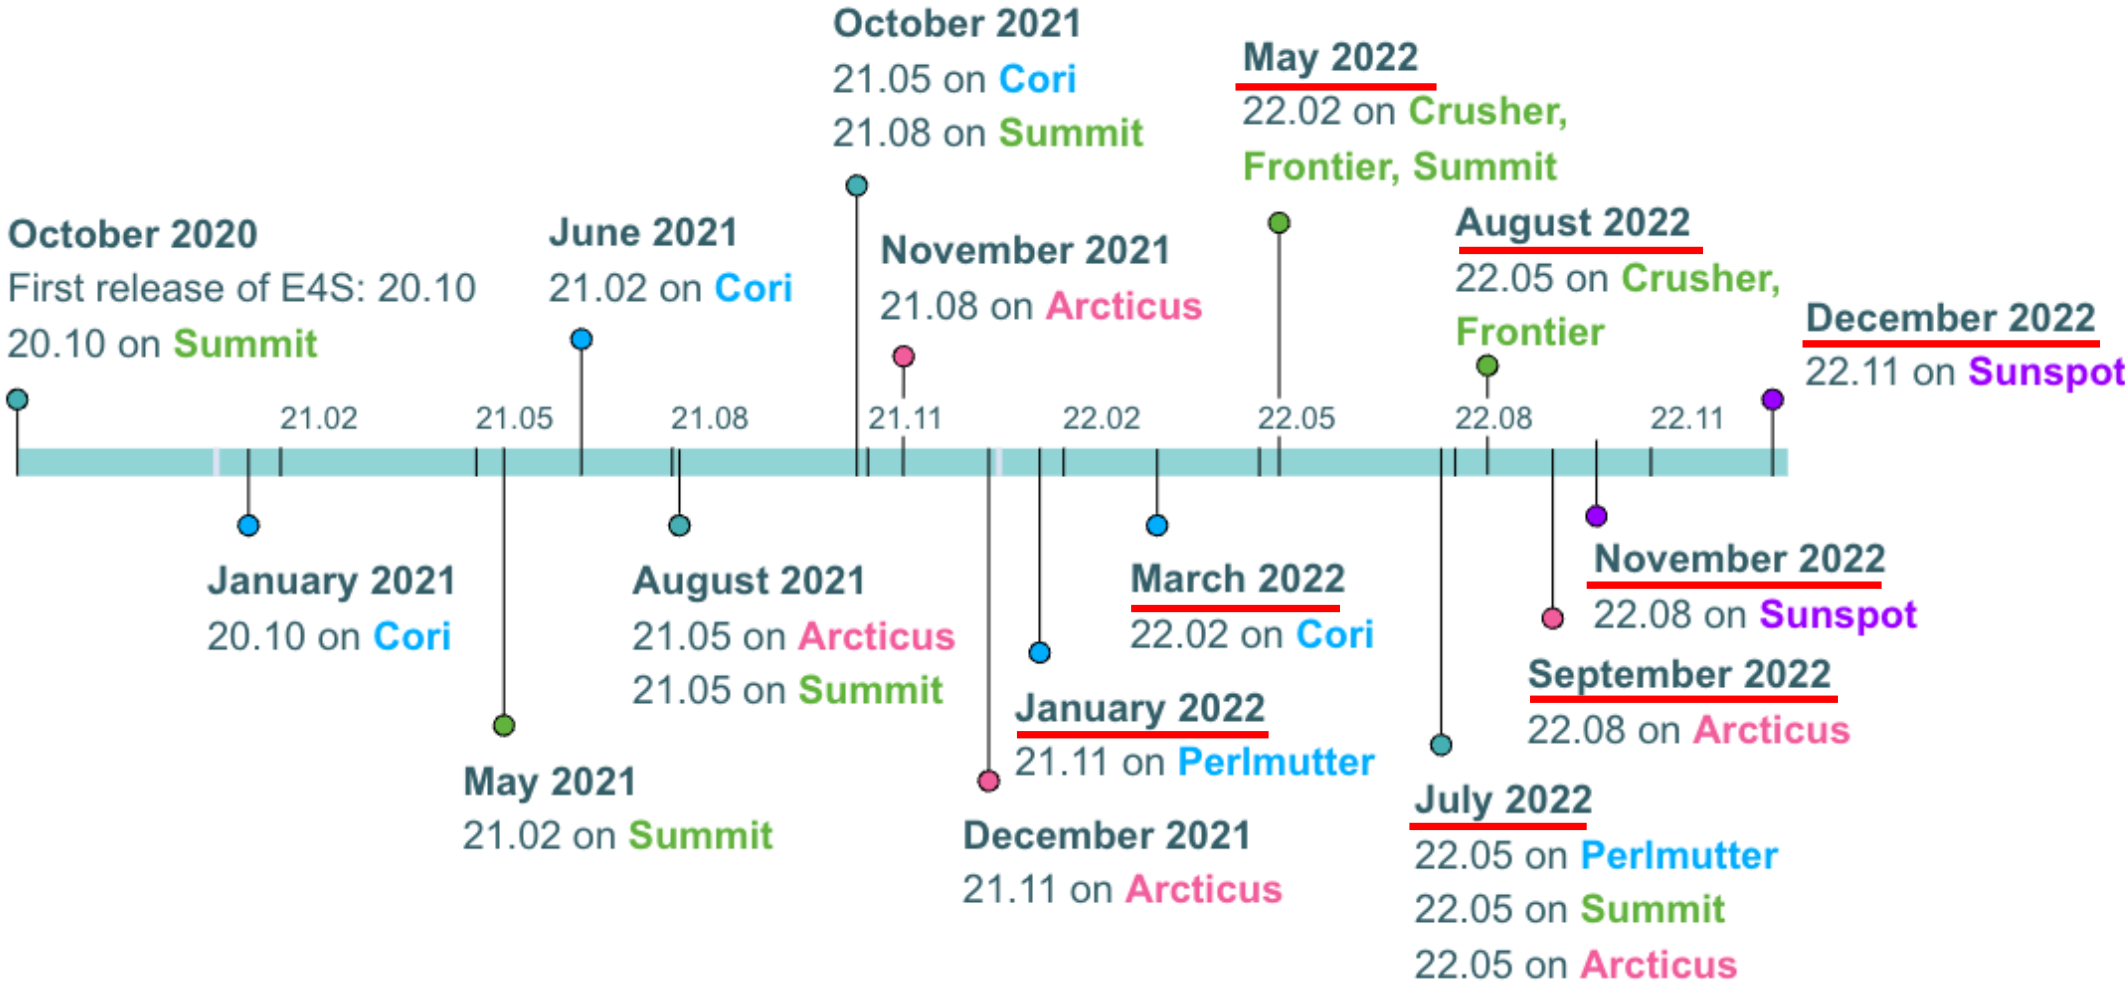 October 2021
21.05 on Cori
21.08 on Summit
May 2022
22.02 on Crusher,
Frontier, Summit
October 2020
First release of E4S: 20.10
20.10 on Summit
June 2021
21.02 on Cori
November 2021
21.08 on Arcticus
August 2022
22.05 on Crusher,
Frontier
December 2022
22.11 on Sunspot
21.02
21.05
21.08
21.11
22.02
22.05
22.08
22.11
January 2021
20.10 on Cori
May 2021
21.02 on Summit
August 2021
21.05 on Arcticus
21.05 on Summit
December 2021
21.11 on Arcticus
January 2022
21.11 on Perlmutter
March 2022
22.02 on Cori
July 2022
22.05 on Perlmutter
22.05 on Summit
22.05 on Arcticus
September 2022
22.08 on Arcticus
November 2022
22.08 on Sunspot